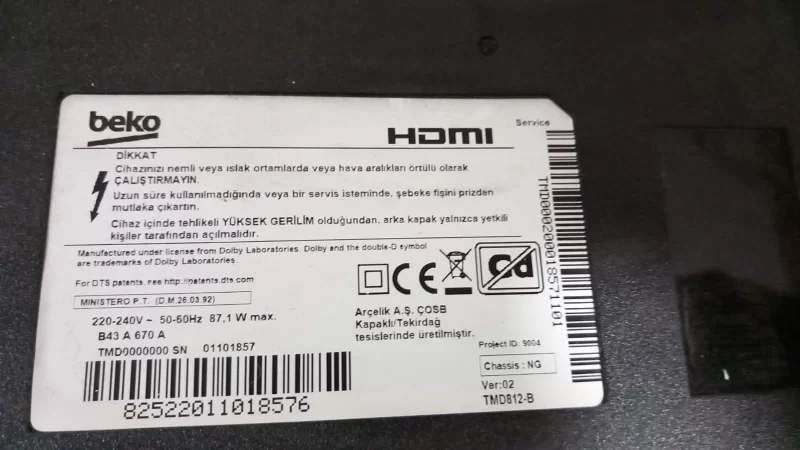 beko
HDMI
Service
DİKKAT
Cihazınızı nemli veya ıslak ortamlarda veya hava aralıkları örtülü olarak
ÇALIŞTIRMAYIN.
Uzun süre kullanılmadığında veya bir servis isteminde, şebeke fişini prizden
mutlaka çıkartın.
Cihaz içinde tehlikeli YÜKSEK GERİLİM olduğundan, arka kapak yalnızca yetkili
kişiler tarafından açılmalıdır.
Manufactured under license from Dolby Laboratories. Dolby and the double-D symbol
are trademarks of Dolby Laboratories.
For DTS patents, see http://patents.dts.com
MINISTERO P.T. (D.M.26.03.92)
220-240V ~ 50-60Hz 87,1 W max.
B43 A 670 A
TMD0000000 SN 01101857
82522011018576
CE
Cd
Arçelik A.Ş. ÇOSB
Kapaklı/Tekirdağ
tesislerinde üretilmiştir.
Project ID: 9004
Chassis : NG
Ver:02
TMD812-B
TMD000200018571101